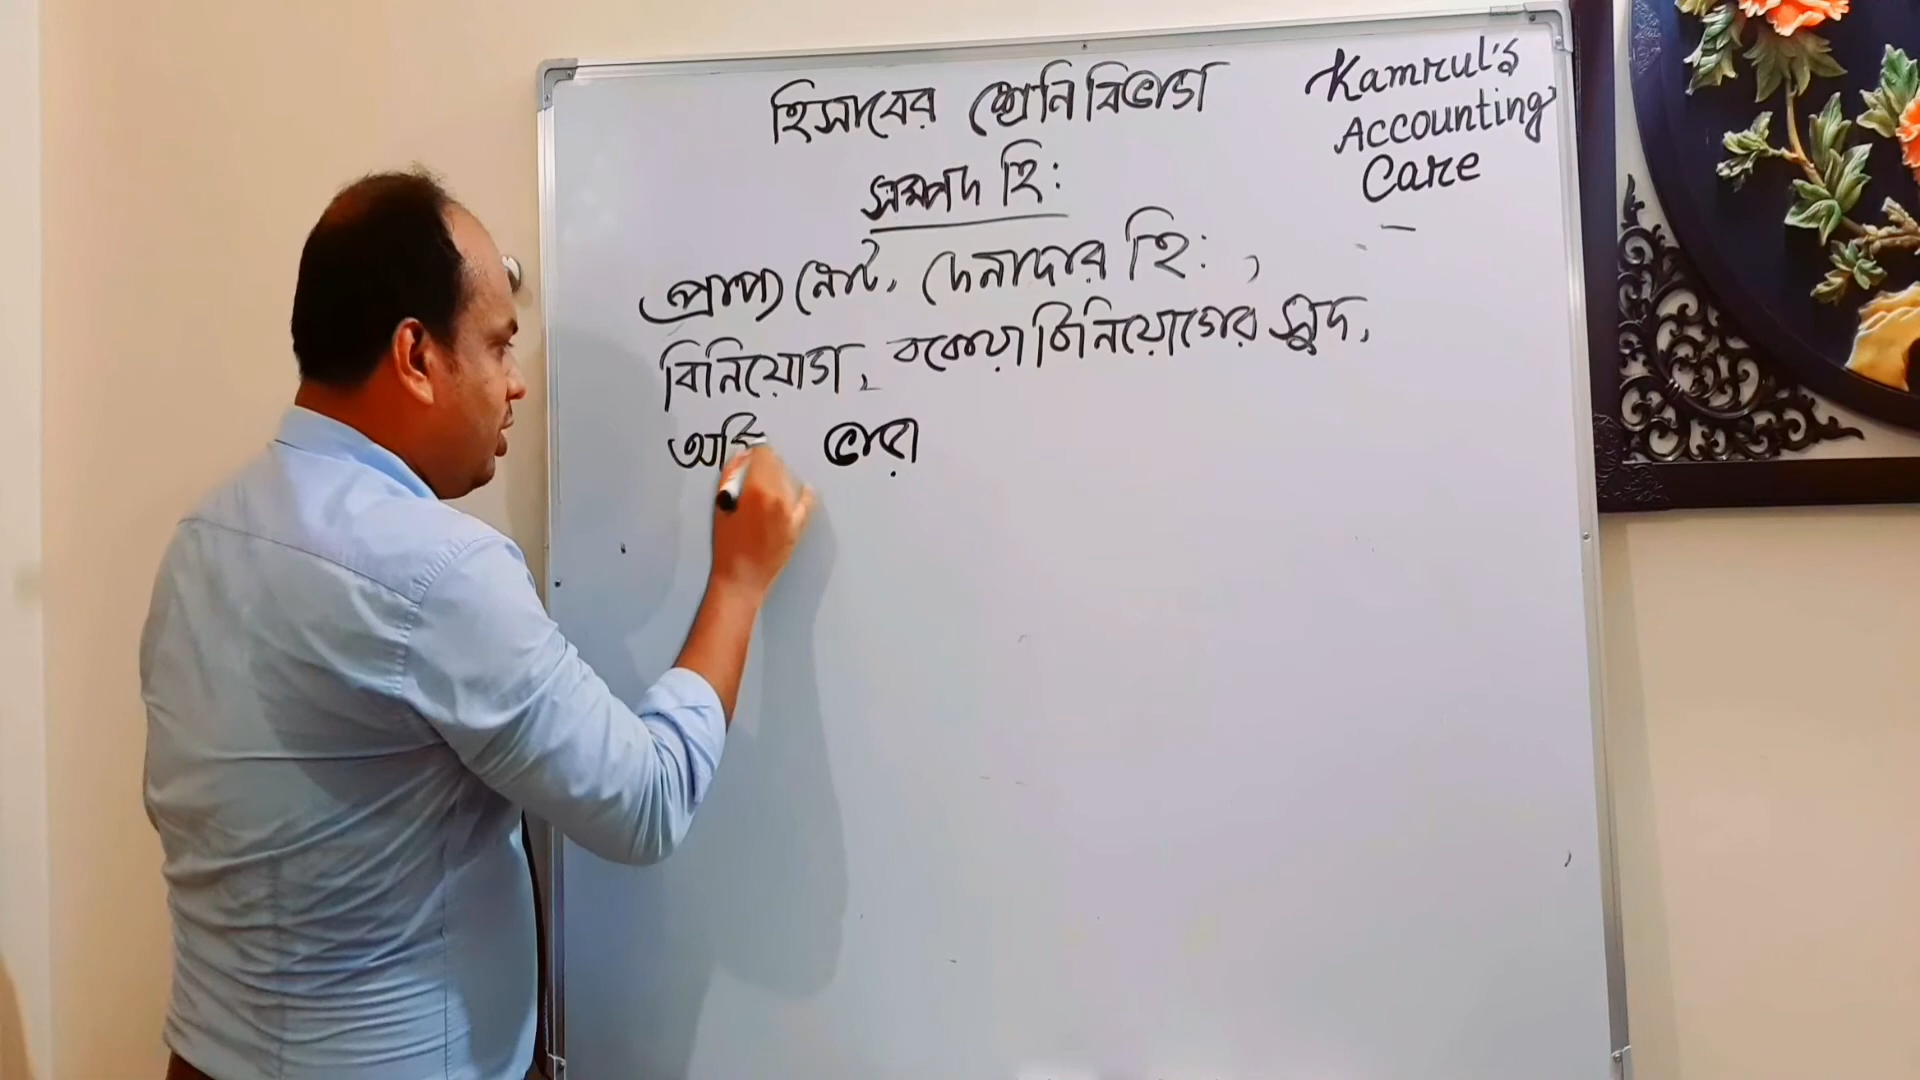 হিসাবের শ্রেনি বিভাগ
সম্পদ হি:
প্রাপ্য নোট, দেনাদার হি: ,
বিনিয়োগ, বকেয়া বিনিয়োগের সুদ,
ভারা
Kamrul's
Accounting
Care